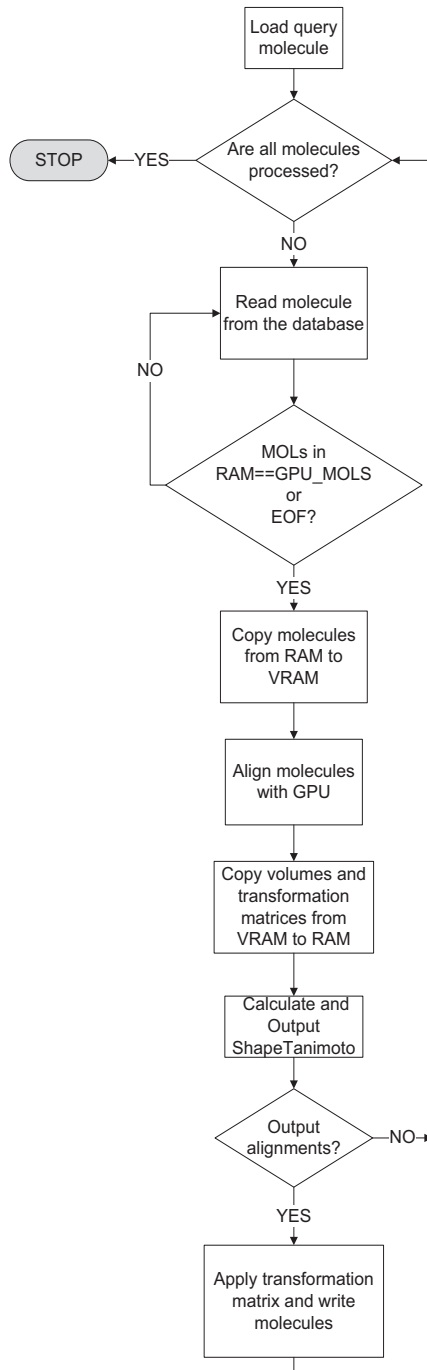 Load query
molecule
Are all molecules
processed?
YES
STOP
NO
Read molecule
from the database
NO
MOLs in
RAM==GPU_MOLS
or
EOF?
YES
Copy molecules
from RAM to
VRAM
Align molecules
with GPU
Copy volumes and
transformation
matrices from
VRAM to RAM
Calculate and
Output
ShapeTanimoto
Output
alignments?
NO
YES
Apply transformation
matrix and write
molecules